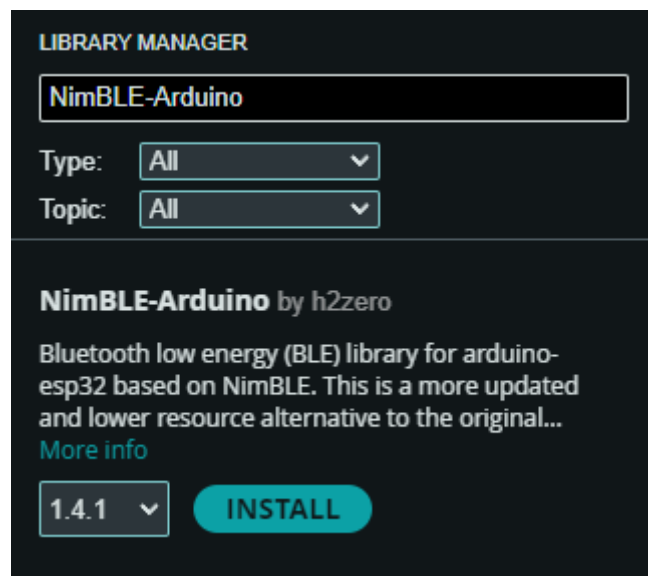 LIBRARY MANAGER
NimBLE-Arduino
Type: All
Topic: All
NimBLE-Arduino by h2zero
Bluetooth low energy (BLE) library for arduino-
esp32 based on NimBLE. This is a more updated
and lower resource alternative to the original...
More info
1.4.1 INSTALL